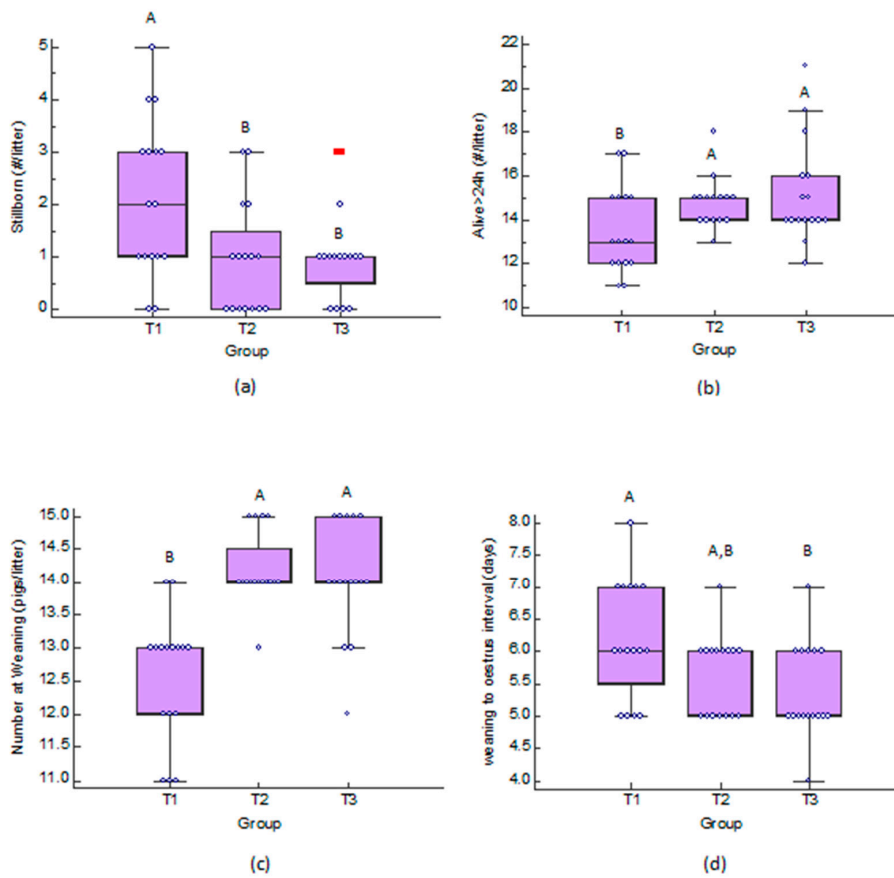 A
5
4
3
2
1
0
Stillborn (#/litter)
B
B
T1 T2 T3
Group
(a)
22
20
18
16
14
12
10
Alive>24h (#/litter)
B
A
A
T1 T2 T3
Group
(b)
15.0
14.5
14.0
13.5
13.0
12.5
12.0
11.5
11.0
Number at Weaning (pigs/litter)
B
A
A
T1 T2 T3
Group
(c)
8.0
7.5
7.0
6.5
6.0
5.5
5.0
4.5
4.0
weaning to oestrus interval (days)
A
A,B
B
T1 T2 T3
Group
(d)